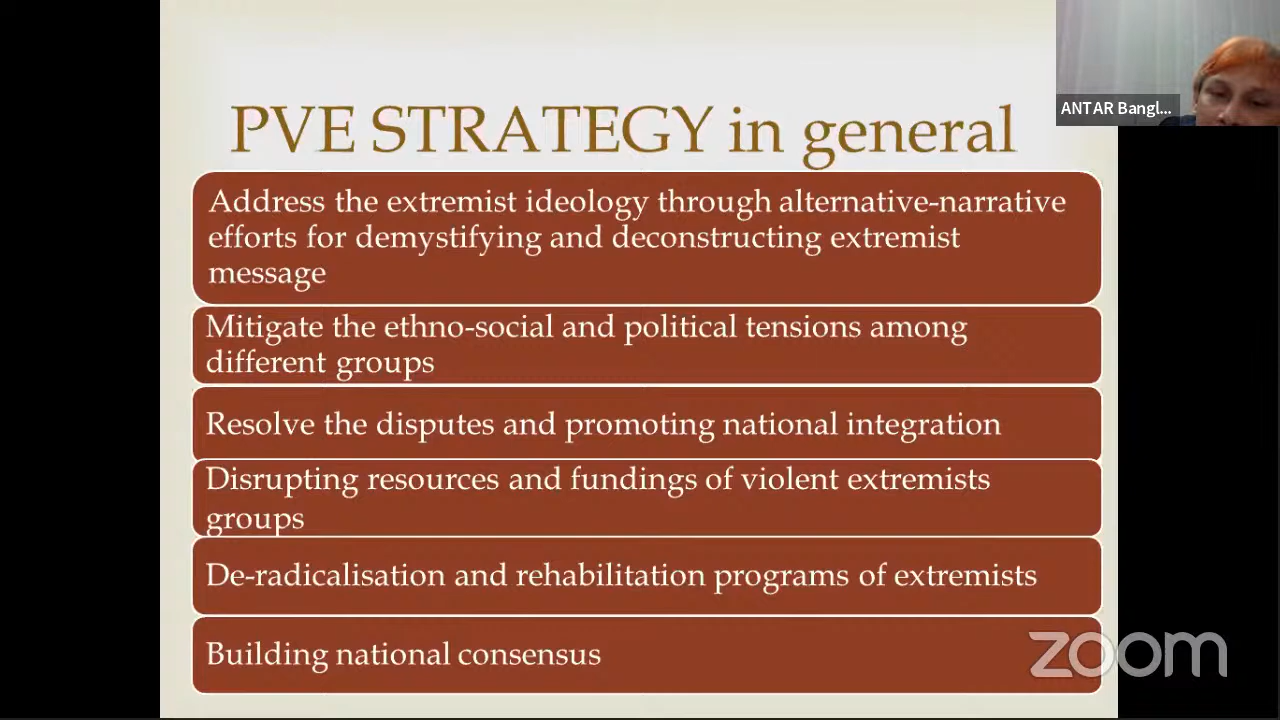 PVE STRATEGY in general
ANTAR Bangl...
Address the extremist ideology through alternative-narrative
efforts for demystifying and deconstructing extremist
message
Mitigate the ethno-social and political tensions among
different groups
Resolve the disputes and promoting national integration
Disrupting resources and fundings of violent extremists
groups
De-radicalisation and rehabilitation programs of extremists
Building national consensus
zoom